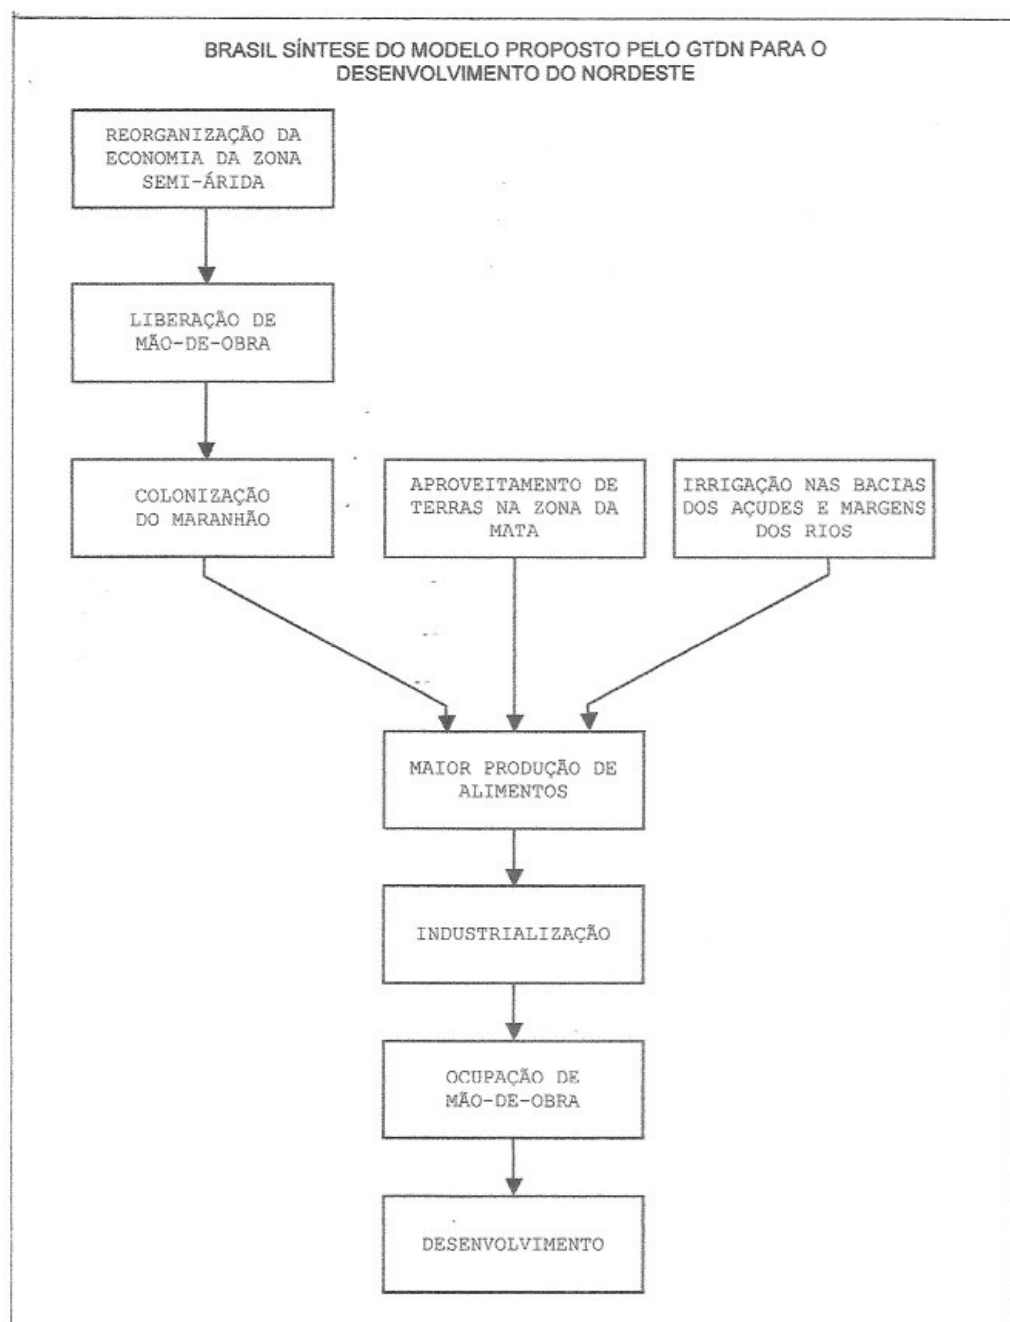 BRASIL SÍNTESE DO MODELO PROPOSTO PELO GTDN PARA O
DESENVOLVIMENTO DO NORDESTE
REORGANIZAÇÃO DA
ECONOMIA DA ZONA
SEMI-ÁRIDA
LIBERAÇÃO DE
MÃO-DE-OBRA
COLONIZAÇÃO
DO MARANHÃO
APROVEITAMENTO DE
TERRAS NA ZONA DA
MATA
IRRIGAÇÃO NAS BACIAS
DOS AÇUDES E MARGENS
DOS RIOS
MAIOR PRODUÇÃO DE
ALIMENTOS
INDUSTRIALIZAÇÃO
OCUPAÇÃO DE
MÃO-DE-OBRA
DESENVOLVIMENTO